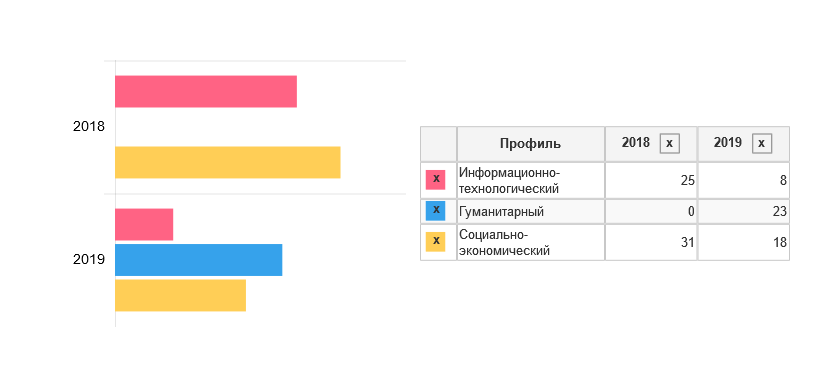 2018
2019
Профиль 2018 x 2019 x
x Информационно-
технологический 25 8
x Гуманитарный 0 23
x Социально-
экономический 31 18